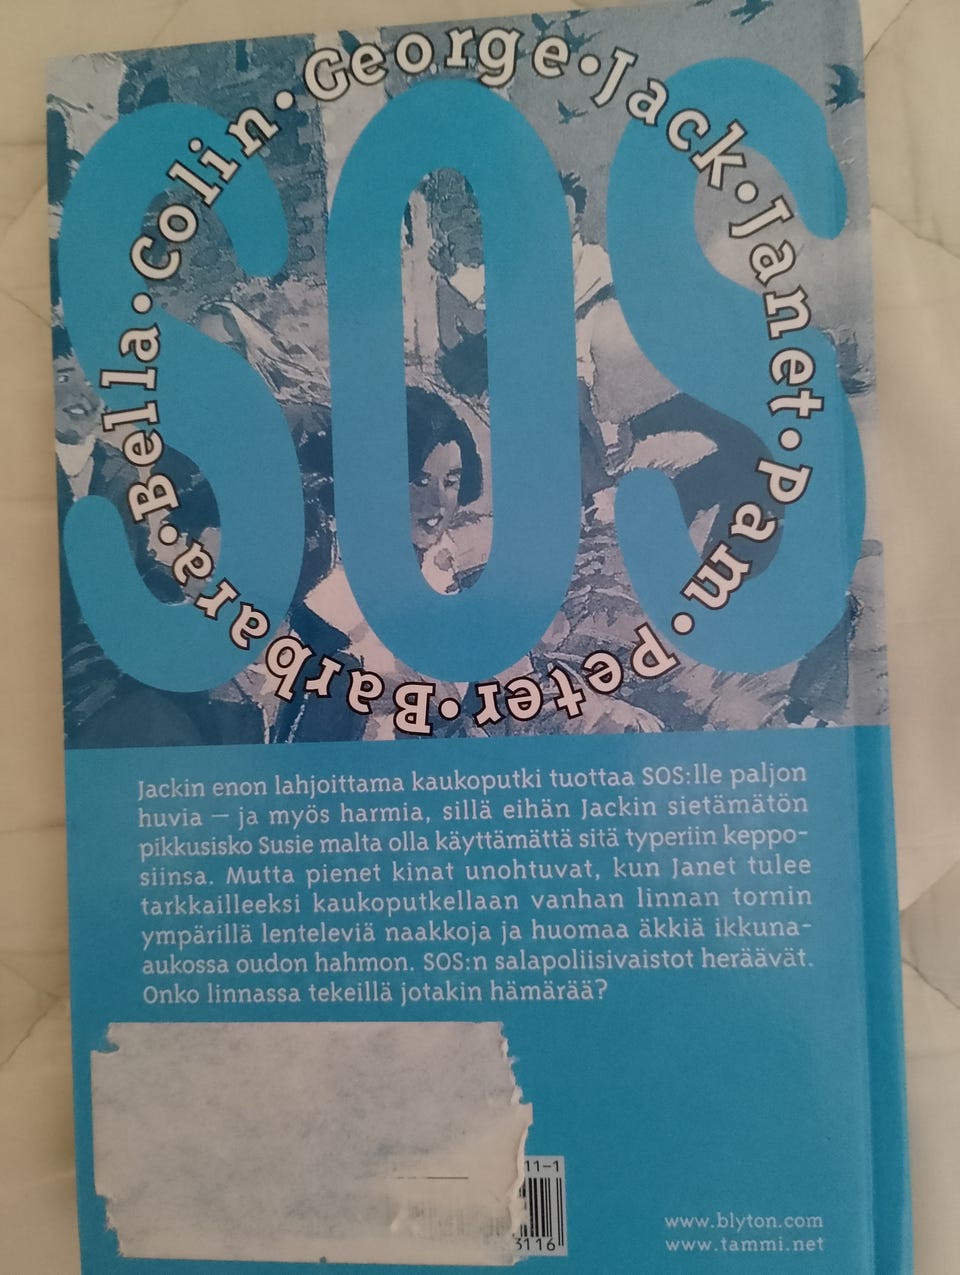 SOS
George • Jack • Janet • Pam • Peter • Barbara • Bella • Colin •
Jackin enon lahjoittama kaukoputki tuottaa SOS:lle paljon
huvia — ja myös harmia, sillä eihän Jackin sietämätön
pikkusisko Susie malta olla käyttämättä sitä typeriin keppo-
siinsa. Mutta pienet kinat unohtuvat, kun Janet tulee
tarkkailleeksi kaukoputkellaan vanhan linnan tornin
ympärillä lenteleviä naakkoja ja huomaa äkkiä ikkuna-
aukossa oudon hahmon. SOS:n salapoliisivaistot heräävät.
Onko linnassa tekeillä jotakin hämärää?
11-1
3116
www.blyton.com
www.tammi.net